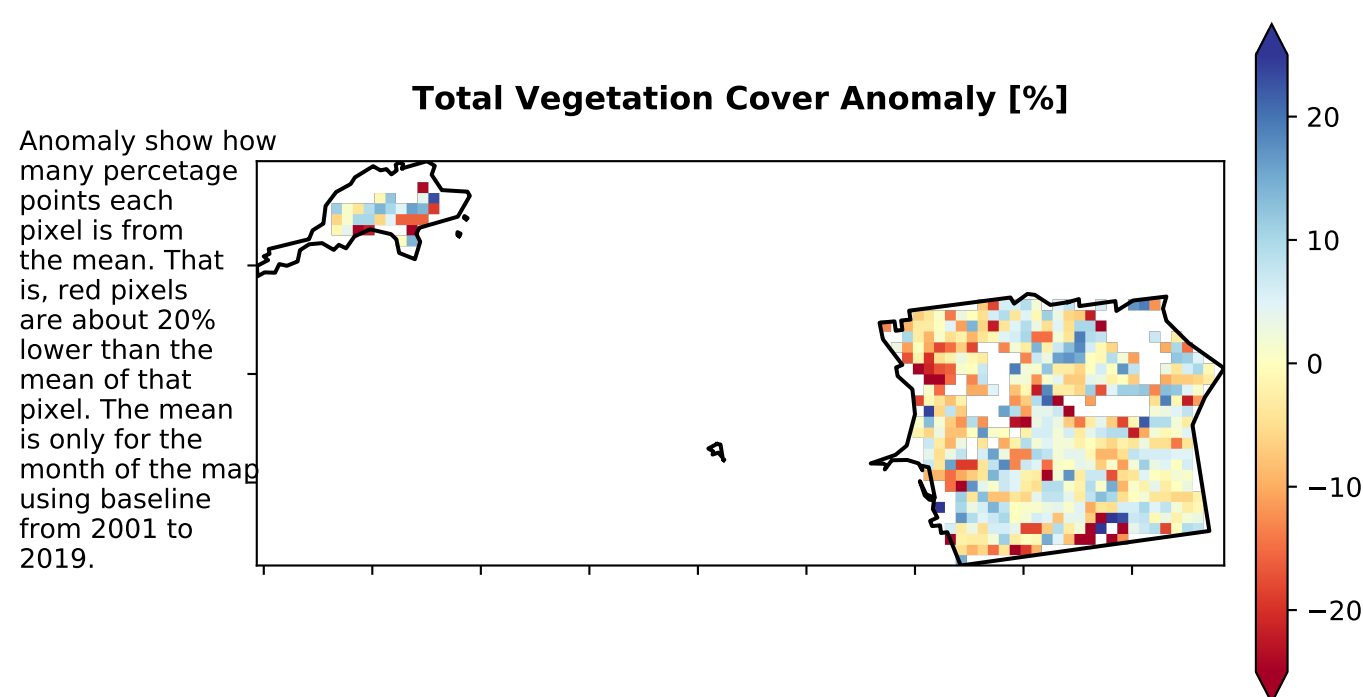 Total Vegetation Cover Anomaly [%]
Anomaly show how
many percetage
points each
pixel is from
the mean. That
is, red pixels
are about 20%
lower than the
mean of that
pixel. The mean
is only for the
month of the map
using baseline
from 2001 to
2019.
20
10
0
−10
−20